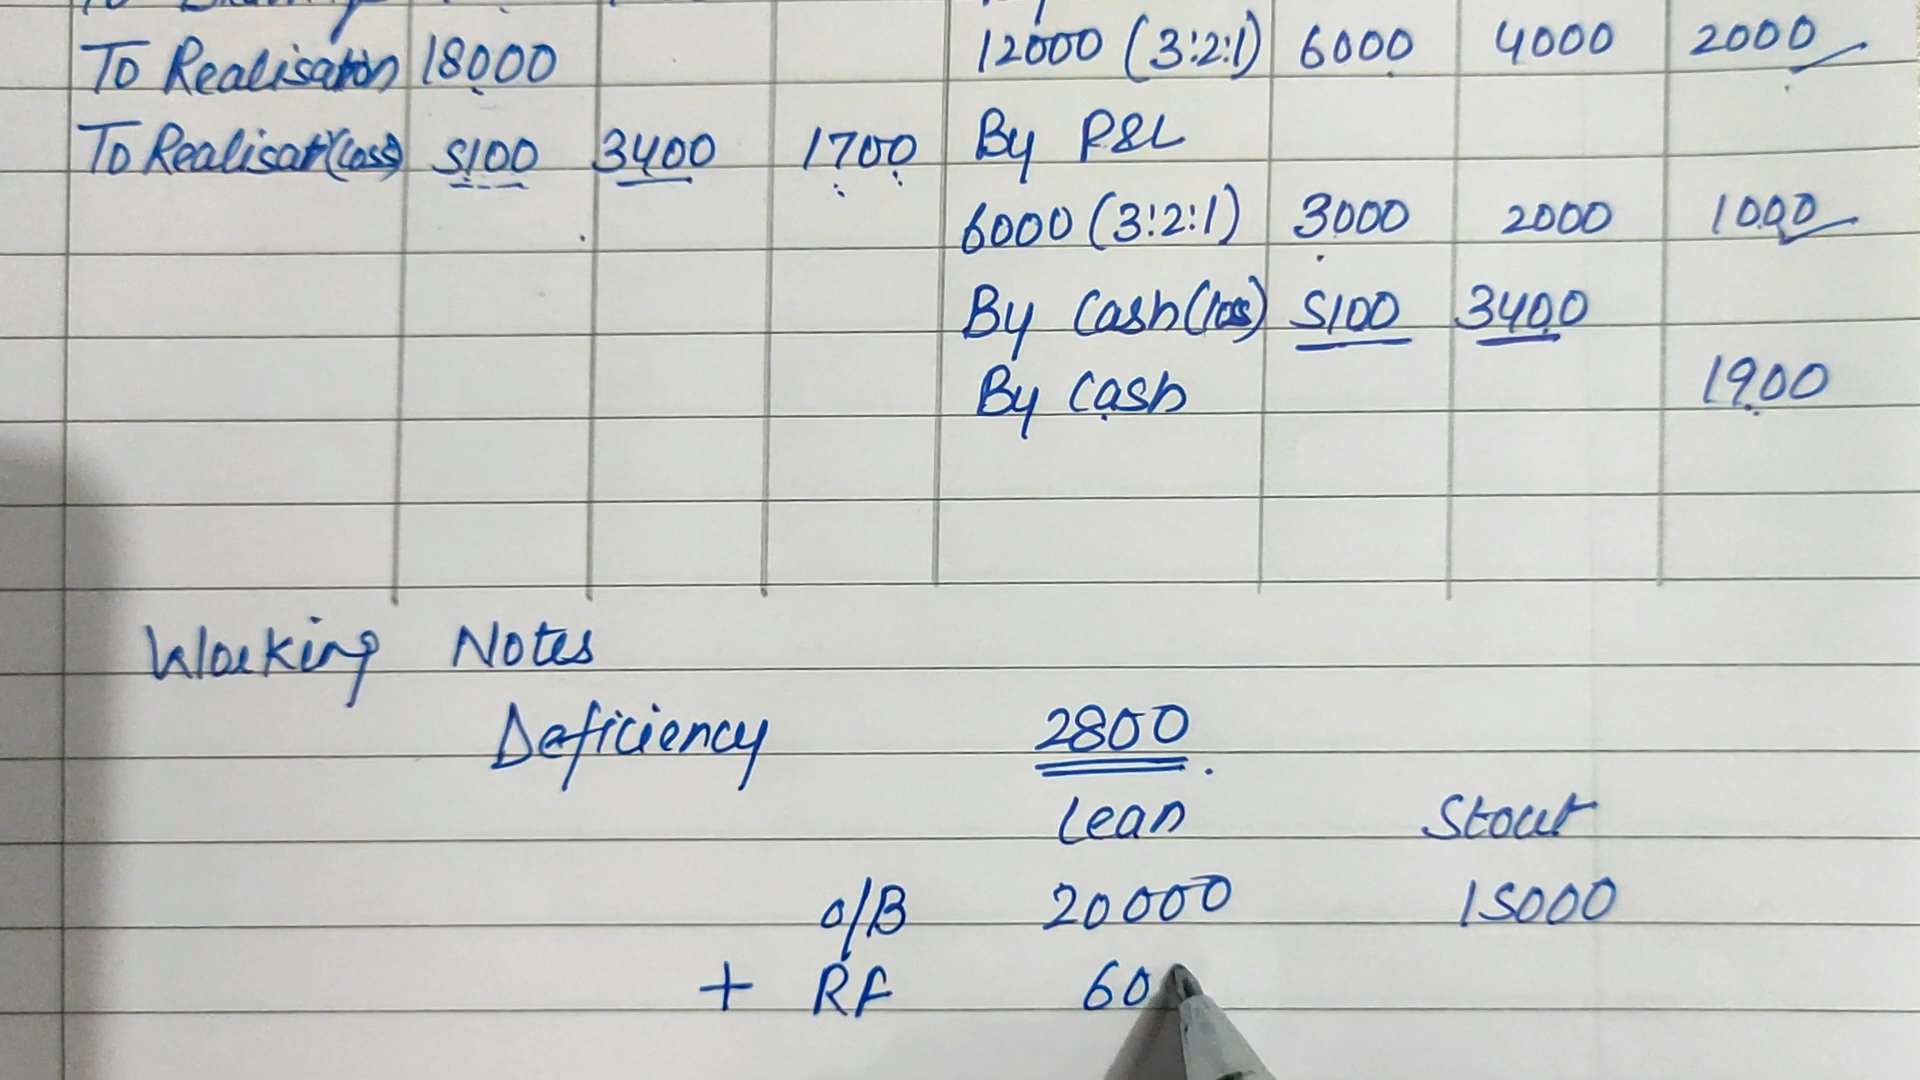 To Realisation 18000 12000 (3:2:1) 6000 4000 2000
To Realisat(loss) 5100 3400 1700 By P&L
6000 (3:2:1) 3000 2000 1000
By Cash(loss) 5100 3400
By Cash 1900
Working Notes
Deficiency 2800
Lean Stout
O/B 20000 15000
+ RF 60